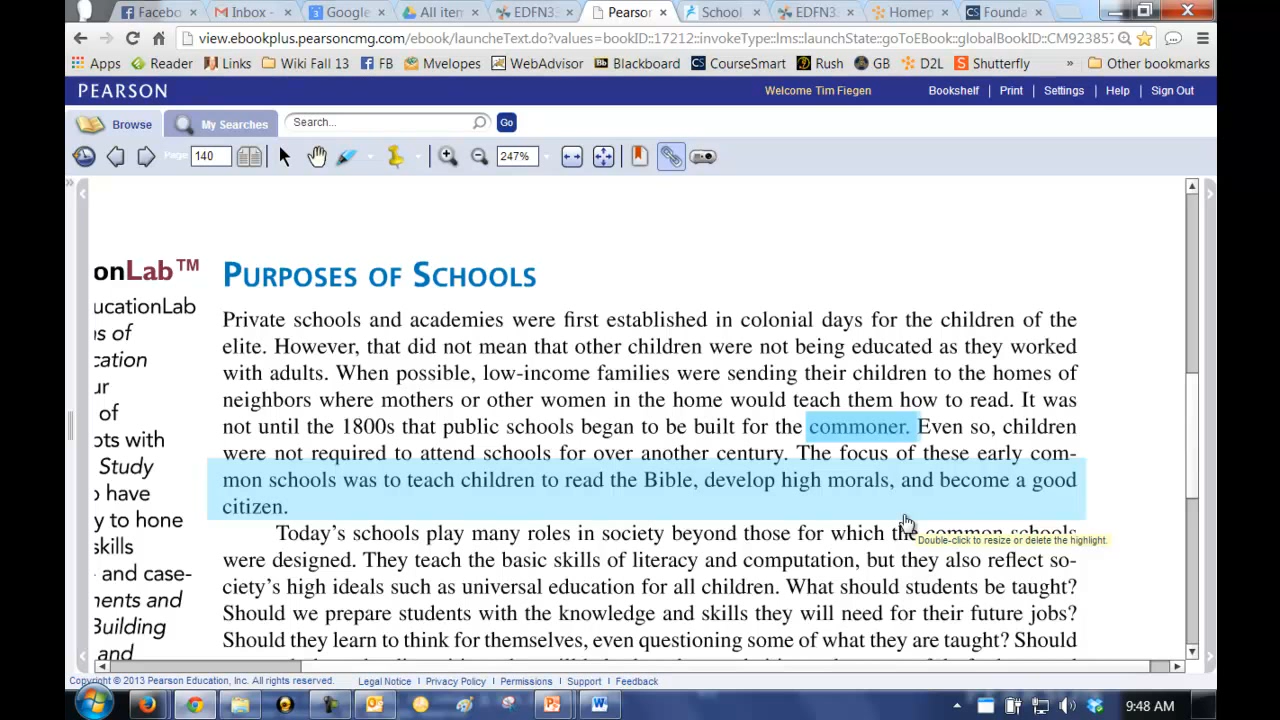 Facebo
Inbox -
Google
All item
EDFN3
Pearson
School
EDFN3
Homep
Founda
view.ebookplus.pearsoncmg.com/ebook/launcheText.do?values=bookID::17212::invokeType::lms::launchState::goToEBook::globalBookID::CM923857
Apps Reader Links Wiki Fall 13 FB Mvelopes WebAdvisor Blackboard CourseSmart Rush GB D2L Shutterfly » Other bookmarks
PEARSON Welcome Tim Fiegen Bookshelf | Print | Settings | Help | Sign Out
Browse My Searches Search... Go
Page 140 247%
onLab™
ucationLab
ns of
cation
ur
of
ots with
Study
o have
y to hone
skills
and case-
nents and
Building
and
PURPOSES OF SCHOOLS
Private schools and academies were first established in colonial days for the children of the
elite. However, that did not mean that other children were not being educated as they worked
with adults. When possible, low-income families were sending their children to the homes of
neighbors where mothers or other women in the home would teach them how to read. It was
not until the 1800s that public schools began to be built for the commoner. Even so, children
were not required to attend schools for over another century. The focus of these early com-
mon schools was to teach children to read the Bible, develop high morals, and become a good
citizen.
Today's schools play many roles in society beyond those for which the common schools
Double-click to resize or delete the highlight.
were designed. They teach the basic skills of literacy and computation, but they also reflect so-
ciety's high ideals such as universal education for all children. What should students be taught?
Should we prepare students with the knowledge and skills they will need for their future jobs?
Should they learn to think for themselves, even questioning some of what they are taught? Should
Copyright © 2013 Pearson Education, Inc. All rights reserved. Legal Notice | Privacy Policy | Permissions | Support | Feedback
9:48 AM